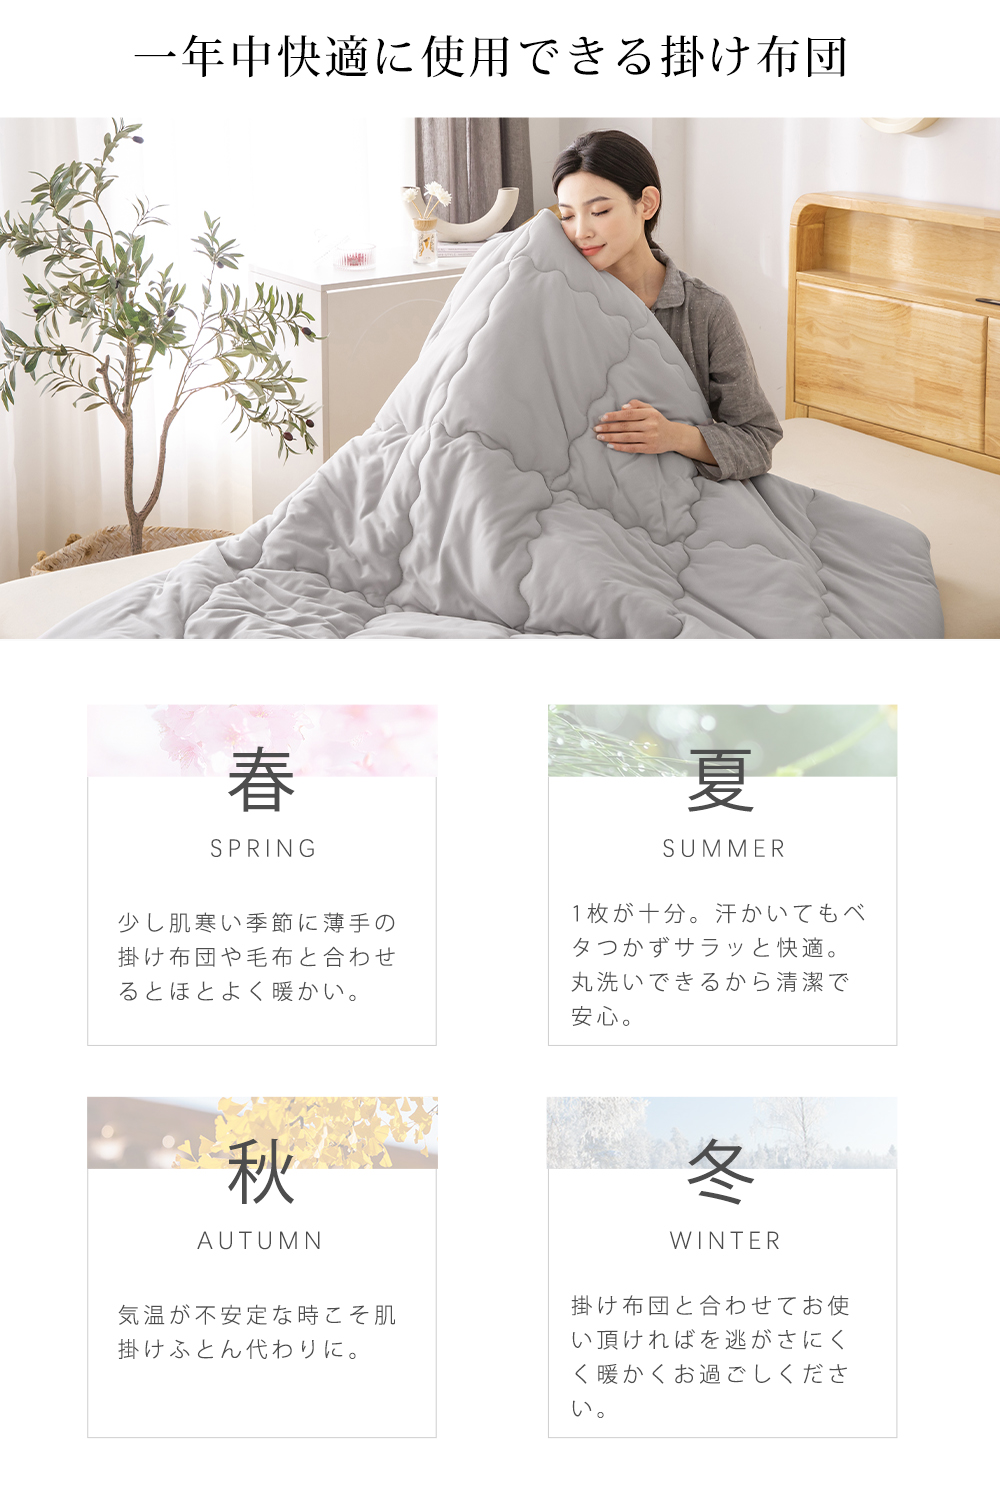 一年中快適に使用できる掛け布団
春
SPRING
少し肌寒い季節に薄手の
掛け布団や毛布と合わせ
るとほとよく暖かい。
夏
SUMMER
1枚が十分。汗かいてもベ
タつかずサラッと快適。
丸洗いできるから清潔で
安心。
秋
AUTUMN
気温が不安定な時こそ肌
掛けふとん代わりに。
冬
WINTER
掛け布団と合わせてお使
い頂ければを逃がさにく
く暖かくお過ごしくださ
い。